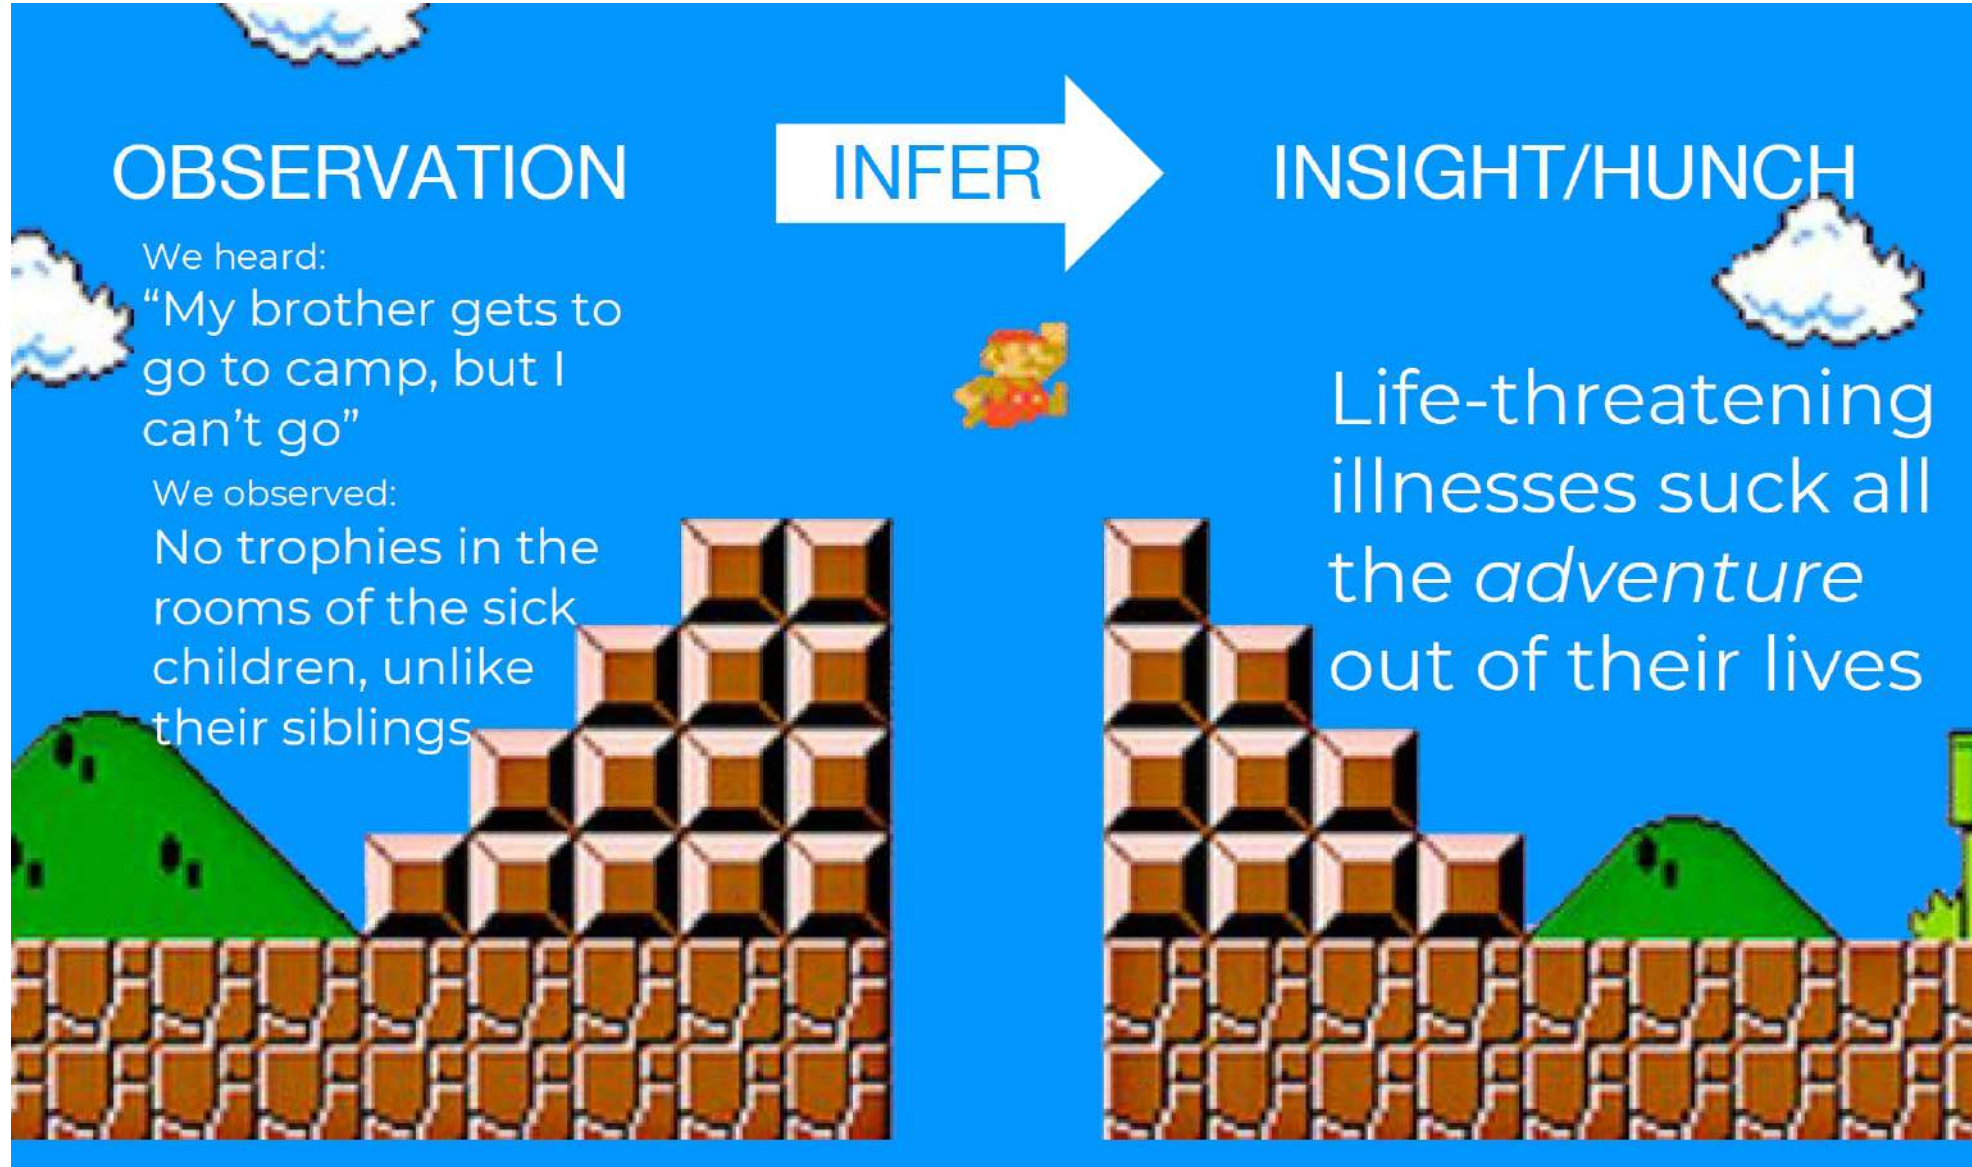 OBSERVATION
INFER
INSIGHT/HUNCH
We heard:
“My brother gets to
go to camp, but I
can’t go”
We observed:
No trophies in the
rooms of the sick
children, unlike
their siblings
Life-threatening
illnesses suck all
the adventure
out of their lives